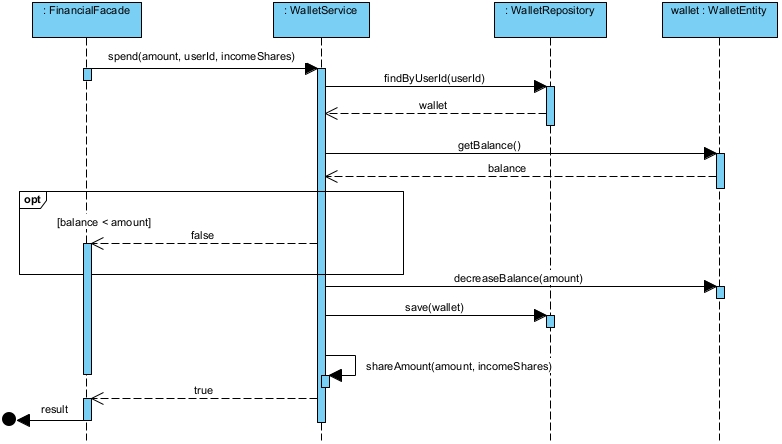 : FinancialFacade
: WalletService
: WalletRepository
wallet : WalletEntity
spend(amount, userId, incomeShares)
findByUserId(userId)
wallet
getBalance()
balance
opt
[balance < amount]
false
decreaseBalance(amount)
save(wallet)
shareAmount(amount, incomeShares)
true
result